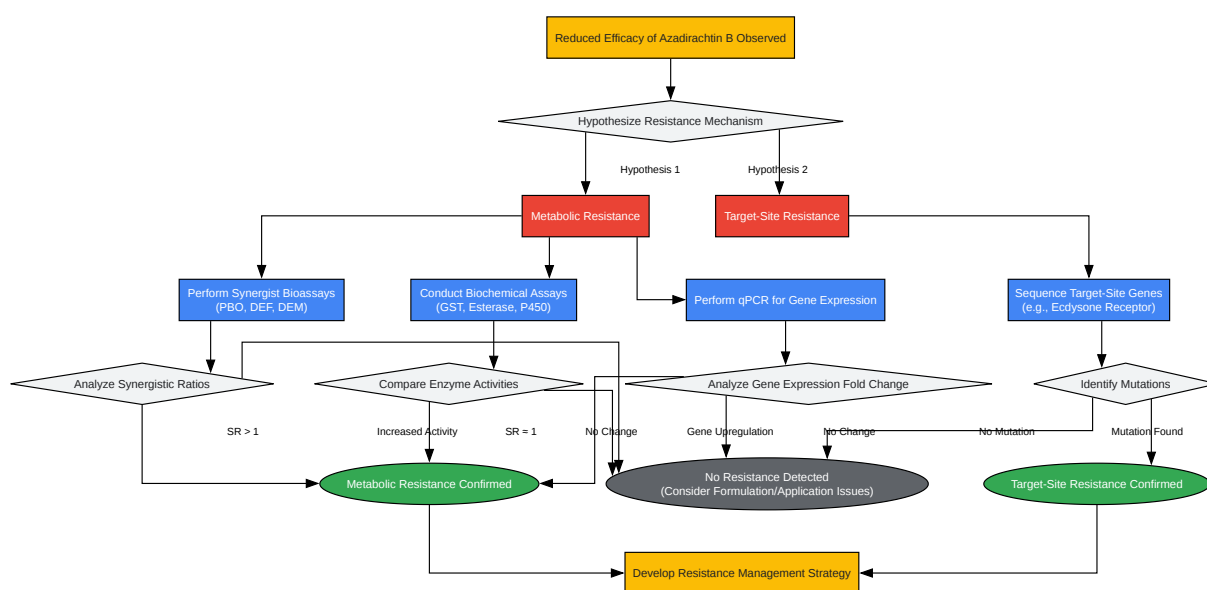 Reduced Efficacy of Azadirachtin B Observed
Hypothesize Resistance Mechanism
Hypothesis 1
Hypothesis 2
Metabolic Resistance
Target-Site Resistance
Perform Synergist Bioassays
(PBO, DEF, DEM)
Conduct Biochemical Assays
(GST, Esterase, P450)
Perform qPCR for Gene Expression
Sequence Target-Site Genes
(e.g., Ecdysone Receptor)
Analyze Synergistic Ratios
Compare Enzyme Activities
Analyze Gene Expression Fold Change
Identify Mutations
SR > 1
Increased Activity
SR = 1
No Change
Gene Upregulation
No Change
No Mutation
Mutation Found
Metabolic Resistance Confirmed
No Resistance Detected
(Consider Formulation/Application Issues)
Target-Site Resistance Confirmed
Develop Resistance Management Strategy